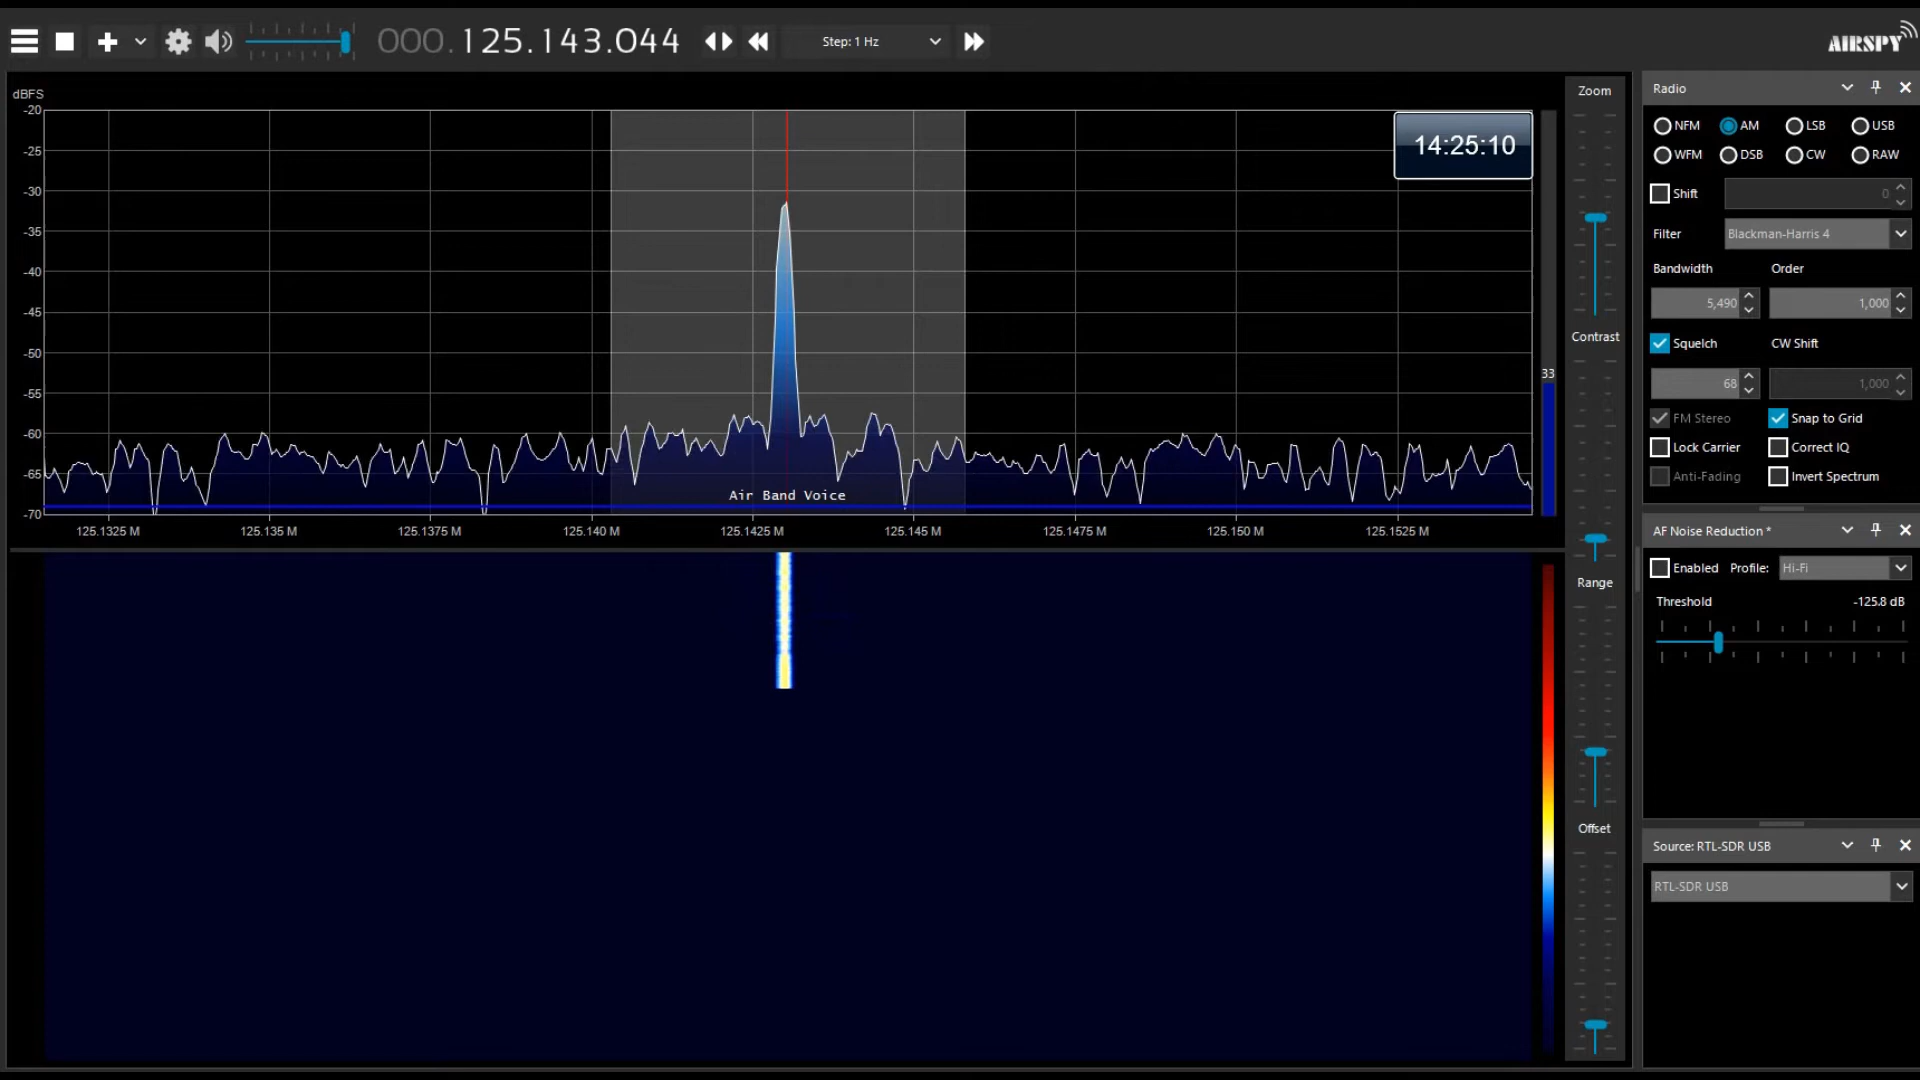 000.125.143.044
Step: 1 Hz
AIRSPY
dBFS
-20
-25
-30
-35
-40
-45
-50
-55
-60
-65
-70
14:25:10
33
Air Band Voice
125.1325 M 125.135 M 125.1375 M 125.140 M 125.1425 M 125.145 M 125.1475 M 125.150 M 125.1525 M
Zoom
Contrast
Range
Offset
Radio
NFM AM LSB USB
WFM DSB CW RAW
Shift 0
Filter Blackman-Harris 4
Bandwidth Order
5,490 1,000
Squelch CW Shift
68 1,000
FM Stereo Snap to Grid
Lock Carrier Correct IQ
Anti-Fading Invert Spectrum
AF Noise Reduction *
Enabled Profile: Hi-Fi
Threshold -125.8 dB
Source: RTL-SDR USB
RTL-SDR USB